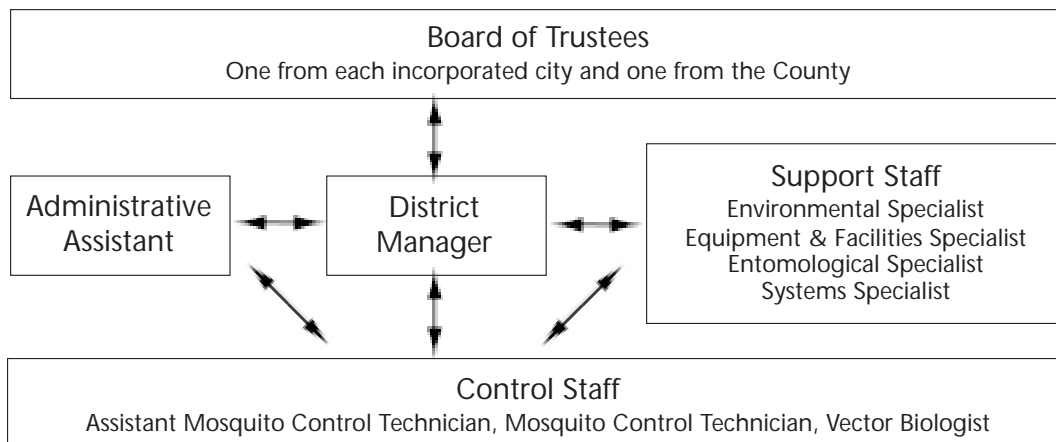 Board of Trustees
One from each incorporated city and one from the County
Administrative
Assistant
District
Manager
Support Staff
Environmental Specialist
Equipment & Facilities Specialist
Entomological Specialist
Systems Specialist
Control Staff
Assistant Mosquito Control Technician, Mosquito Control Technician, Vector Biologist